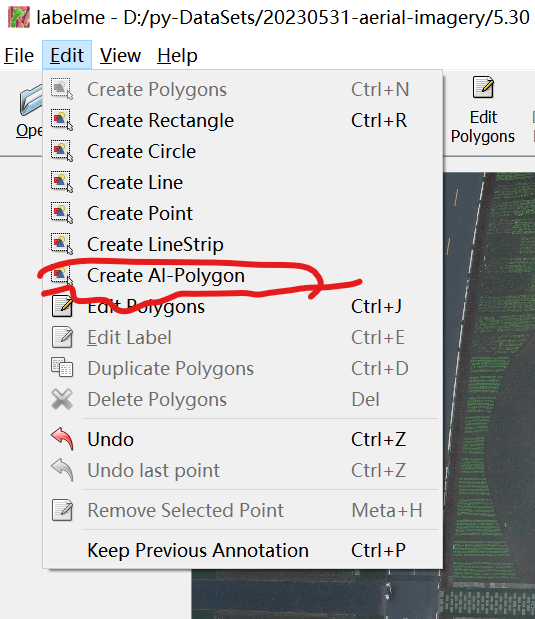 labelme - D:/py-DataSets/20230531-aerial-imagery/5.30
File Edit View Help
Ope
Create Polygons Ctrl+N
Create Rectangle Ctrl+R
Create Circle
Create Line
Create Point
Create LineStrip
Create AI-Polygon
Edit Polygons Ctrl+J
Edit Label Ctrl+E
Duplicate Polygons Ctrl+D
Delete Polygons Del
Undo Ctrl+Z
Undo last point Ctrl+Z
Remove Selected Point Meta+H
Keep Previous Annotation Ctrl+P
Edit
Polygons